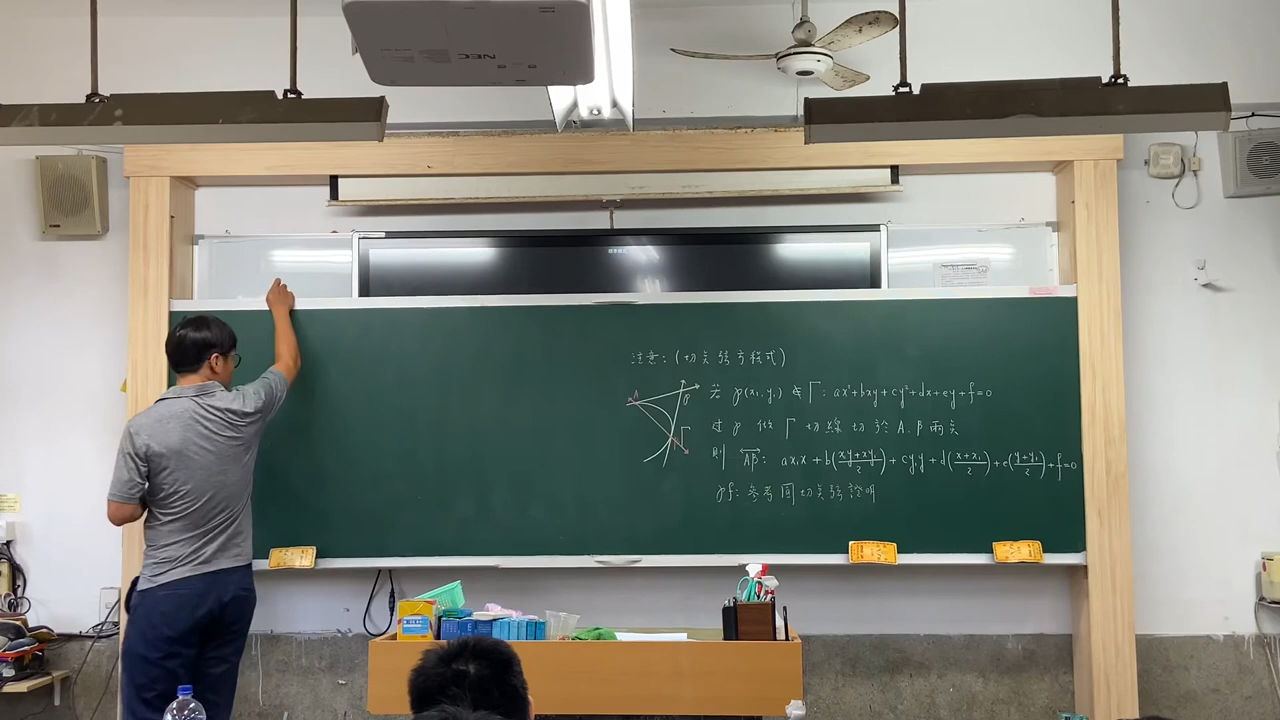 NEC
注意：(切点弦方程式)
若 P(x₁,y₁) 在 Γ: ax²+bxy+cy²+dx+ey+f=0
过 P 做 Γ 切線切於 A.B 兩点
則 AB: ax₁x + b(x₁y+xy₁/2) + cy₁y + d(x+x₁/2) + e(y+y₁/2) + f=0
pf: 參考圓切点弦證明
A
P
Γ
B